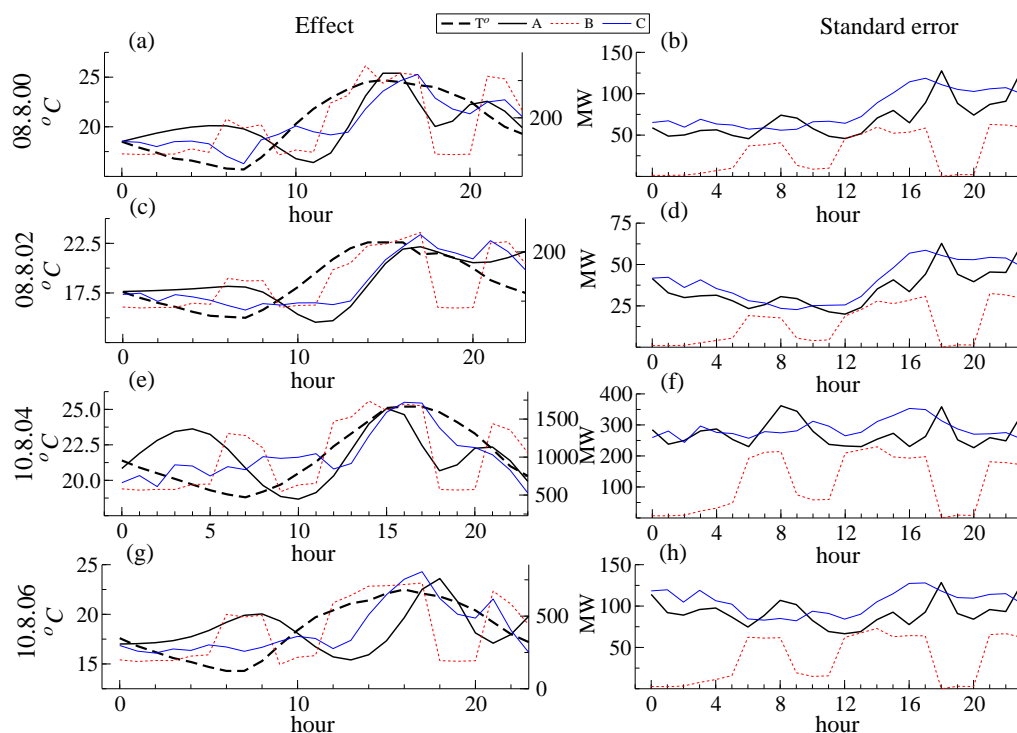 Effect
T° A B C
Standard error
(a)
08.8.00
°C
25
20
200
0 10 20
hour
(b)
MW
150
100
50
0 4 8 12 16 20
hour
(c)
08.8.02
°C
22.5
17.5
200
0 10 20
hour
(d)
MW
75
50
25
0 4 8 12 16 20
hour
(e)
10.8.04
°C
25.0
22.5
20.0
1500
1000
500
0 5 10 15 20
hour
(f)
MW
400
300
200
100
0 4 8 12 16 20
hour
(g)
10.8.06
°C
25
20
15
500
0
0 10 20
hour
(h)
MW
150
100
50
0 4 8 12 16 20
hour